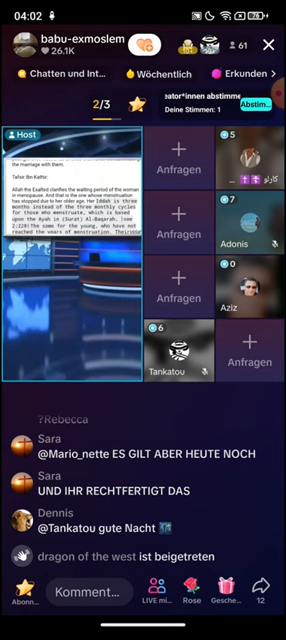 04:02
76
babu-exmoslem
26.1K
61
Chatten und Int...
Wöchentlich
Erkunden
2/3
eator*innen abstimme
Deine Stimmen: 1
Abstim...
Host
the marriage with them.
Tafsir Ibn Kathir:
Allah the Exalted clarifies the waiting period of the woman
in menopause. And that is the one whose menstruation
has stopped due to her older age. Her Iddah is three
months instead of the three monthly cycles
for those who menstruate, which is based
upon the Ayah in (Surat) Al-Baqarah. )see
2:228(The same for the young, who have not
reached the years of menstruation. Their
Anfragen
5
كارلو
Anfragen
7
Adonis
Anfragen
0
Aziz
6
Tankatou
Anfragen
?Rebecca
Sara
@Mario_nette ES GILT ABER HEUTE NOCH
Sara
UND IHR RECHTFERTIGT DAS
Dennis
@Tankatou gute Nacht
dragon of the west ist beigetreten
Abonn...
Komment...
LIVE mi...
Rose
Gesche...
12